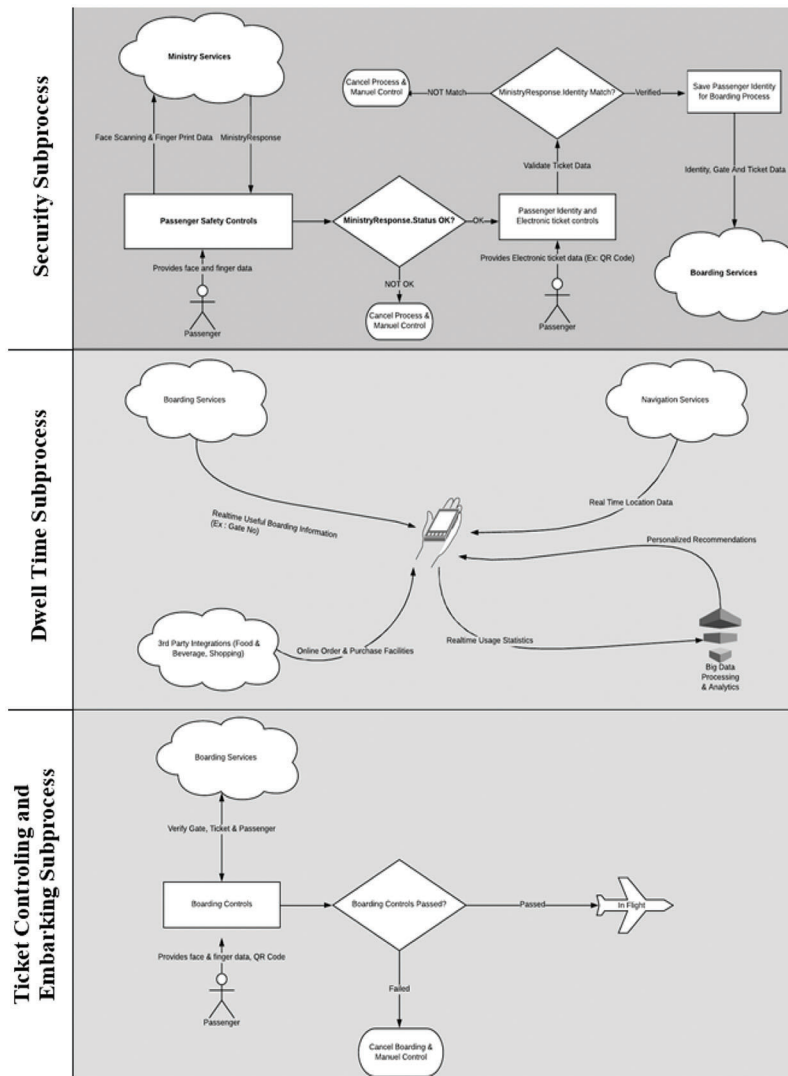 Security Subprocess
Ministry Services
Face Scanning & Finger Print Data
MinistryResponse
Passenger Safety Controls
Provides face and finger data
Passenger
MinistryResponse.Status OK?
OK
NOT OK
Cancel Process &
Manuel Control
Cancel Process &
Manuel Control
NOT Match
MinistryResponse.Identity Match?
Verified
Validate Ticket Data
Passenger Identity and
Electronic ticket controls
Provides Electronic ticket data (Ex: QR Code)
Passenger
Save Passenger Identity
for Boarding Process
Identity, Gate And Ticket Data
Boarding Services
Dwell Time Subprocess
Boarding Services
Navigation Services
Realtime Useful Boarding Information
(Ex : Gate No)
Real Time Location Data
Personalized Recommendations
3rd Party Integrations (Food &
Beverage, Shopping)
Online Order & Purchase Facilities
Realtime Usage Statistics
Big Data
Processing
& Analytics
Ticket Controling and
Embarking Subprocess
Boarding Services
Verify Gate, Ticket & Passenger
Boarding Controls
Boarding Controls Passed?
Passed
In Flight
Provides face & finger data, QR Code
Passenger
Failed
Cancel Boarding &
Manuel Control